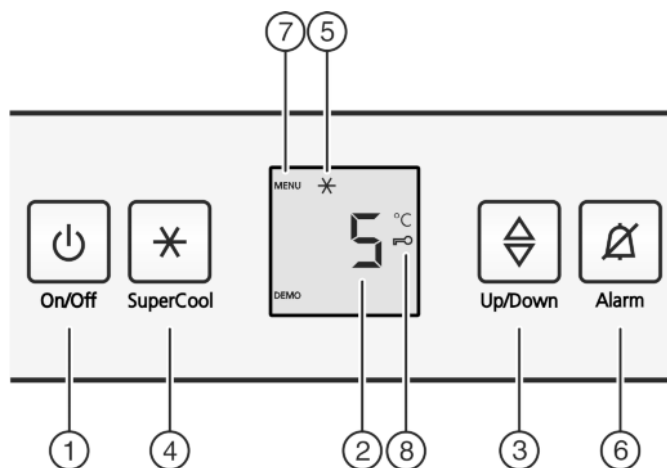 7 5
MENU
5 °C
DEMO
On/Off SuperCool Up/Down Alarm
1 4 2 8 3 6